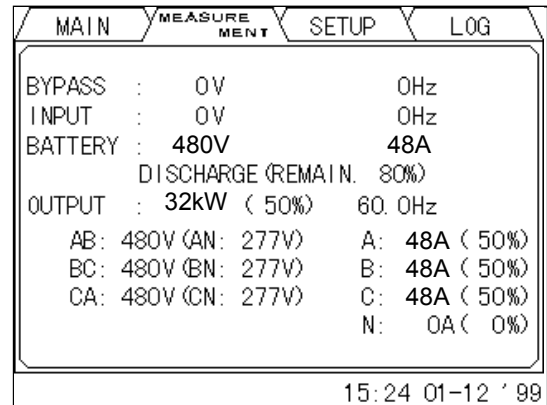 MAIN MEASUREMENT SETUP LOG
BYPASS : 0V 0Hz
INPUT : 0V 0Hz
BATTERY : 480V 48A
DISCHARGE (REMAIN. 80%)
OUTPUT : 32kW ( 50%) 60.0Hz
AB: 480V (AN: 277V) A: 48A ( 50%)
BC: 480V (BN: 277V) B: 48A ( 50%)
CA: 480V (CN: 277V) C: 48A ( 50%)
N: 0A ( 0%)
15:24 01-12 '99